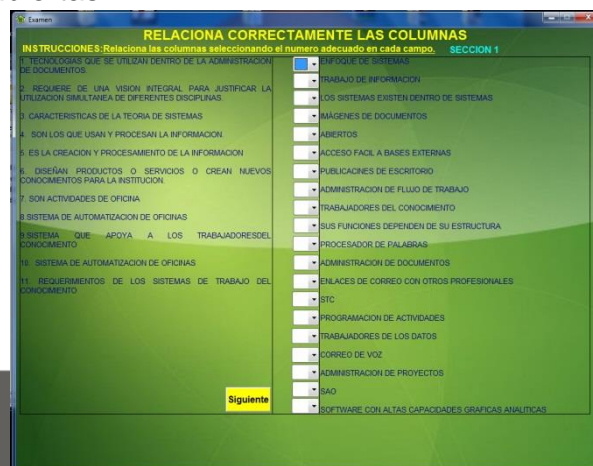 Examen
RELACIONA CORRECTAMENTE LAS COLUMNAS
INSTRUCCIONES:Relaciona las columnas seleccionando el numero adecuado en cada campo. SECCION 1
1. TECNOLOGIAS QUE SE UTILIZAN DENTRO DE LA ADMINISTRACION
DE DOCUMENTOS.
2. REQUIERE DE UNA VISION INTEGRAL PARA JUSTIFICAR LA
UTILIZACION SIMULTANEA DE DIFERENTES DISCIPLINAS.
3. CARACTERISTICAS DE LA TEORIA DE SISTEMAS
4. SON LOS QUE USAN Y PROCESAN LA INFORMACION.
5. ES LA CREACION Y PROCESAMIENTO DE LA INFORMACION
6. DISEÑAN PRODUCTOS O SERVICIOS O CREAN NUEVOS
CONOCIMIENTOS PARA LA INSTITUCION.
7. SON ACTIVIDADES DE OFICINA
8.SISTEMA DE AUTOMATIZACION DE OFICINAS
9.SISTEMA QUE APOYA A LOS TRABAJADORESDEL
CONOCIMIENTO
10. SISTEMA DE AUTOMATIZACION DE OFICINAS
11. REQUERIMIENTOS DE LOS SISTEMAS DE TRABAJO DEL
CONOCIMIENTO
ENFOQUE DE SISTEMAS
TRABAJO DE INFORMACION
LOS SISTEMAS EXISTEN DENTRO DE SISTEMAS
IMÁGENES DE DOCUMENTOS
ABIERTOS
ACCESO FACIL A BASES EXTERNAS
PUBLICACINES DE ESCRITORIO
ADMINISTRACION DE FLUJO DE TRABAJO
TRABAJADORES DEL CONOCIMIENTO
SUS FUNCIONES DEPENDEN DE SU ESTRUCTURA
PROCESADOR DE PALABRAS
ADMINISTRACION DE DOCUMENTOS
ENLACES DE CORREO CON OTROS PROFESIONALES
STC
PROGRAMACION DE ACTIVIDADES
TRABAJADORES DE LOS DATOS
CORREO DE VOZ
ADMINISTRACION DE PROYECTOS
SAO
SOFTWARE CON ALTAS CAPACIDADES GRAFICAS ANALITICAS
Siguiente